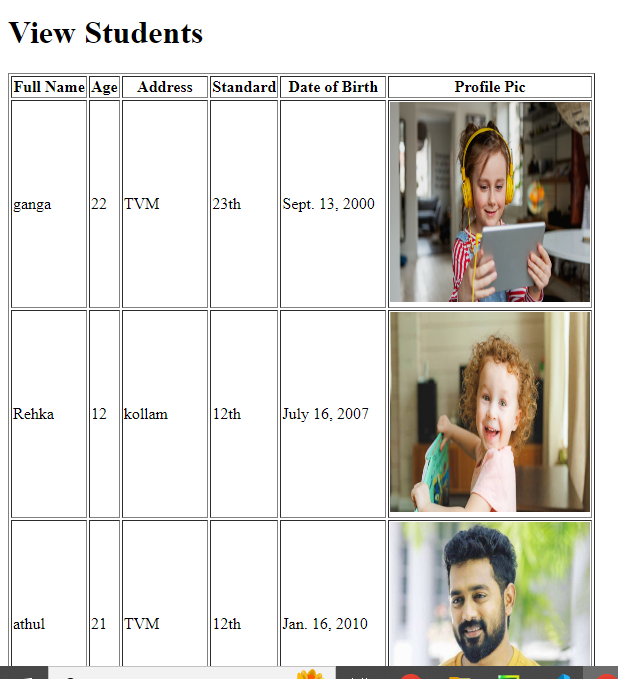 View Students
Full Name Age Address Standard Date of Birth Profile Pic
ganga 22 TVM 23th Sept. 13, 2000
Rehka 12 kollam 12th July 16, 2007
athul 21 TVM 12th Jan. 16, 2010